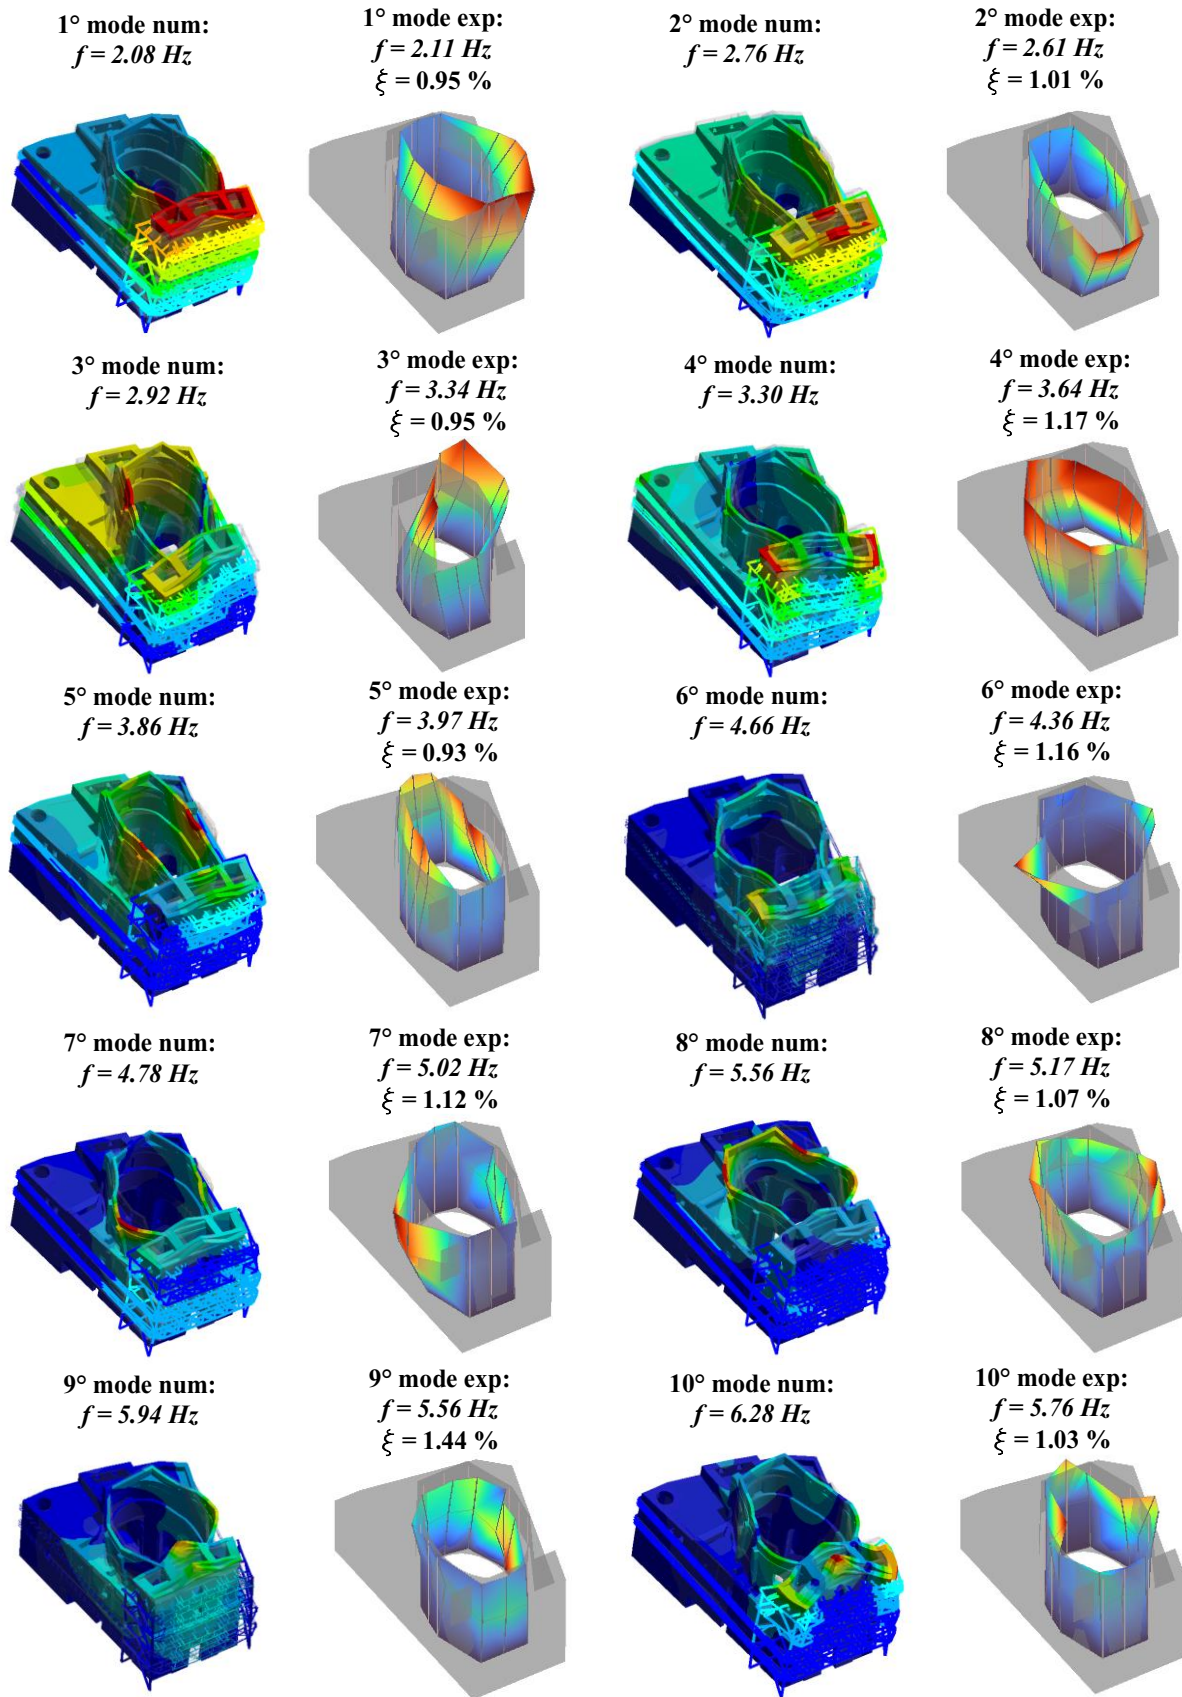 1° mode num:
f = 2.08 Hz
1° mode exp:
f = 2.11 Hz
ξ = 0.95 %
2° mode num:
f = 2.76 Hz
2° mode exp:
f = 2.61 Hz
ξ = 1.01 %
3° mode num:
f = 2.92 Hz
3° mode exp:
f = 3.34 Hz
ξ = 0.95 %
4° mode num:
f = 3.30 Hz
4° mode exp:
f = 3.64 Hz
ξ = 1.17 %
5° mode num:
f = 3.86 Hz
5° mode exp:
f = 3.97 Hz
ξ = 0.93 %
6° mode num:
f = 4.66 Hz
6° mode exp:
f = 4.36 Hz
ξ = 1.16 %
7° mode num:
f = 4.78 Hz
7° mode exp:
f = 5.02 Hz
ξ = 1.12 %
8° mode num:
f = 5.56 Hz
8° mode exp:
f = 5.17 Hz
ξ = 1.07 %
9° mode num:
f = 5.94 Hz
9° mode exp:
f = 5.56 Hz
ξ = 1.44 %
10° mode num:
f = 6.28 Hz
10° mode exp:
f = 5.76 Hz
ξ = 1.03 %